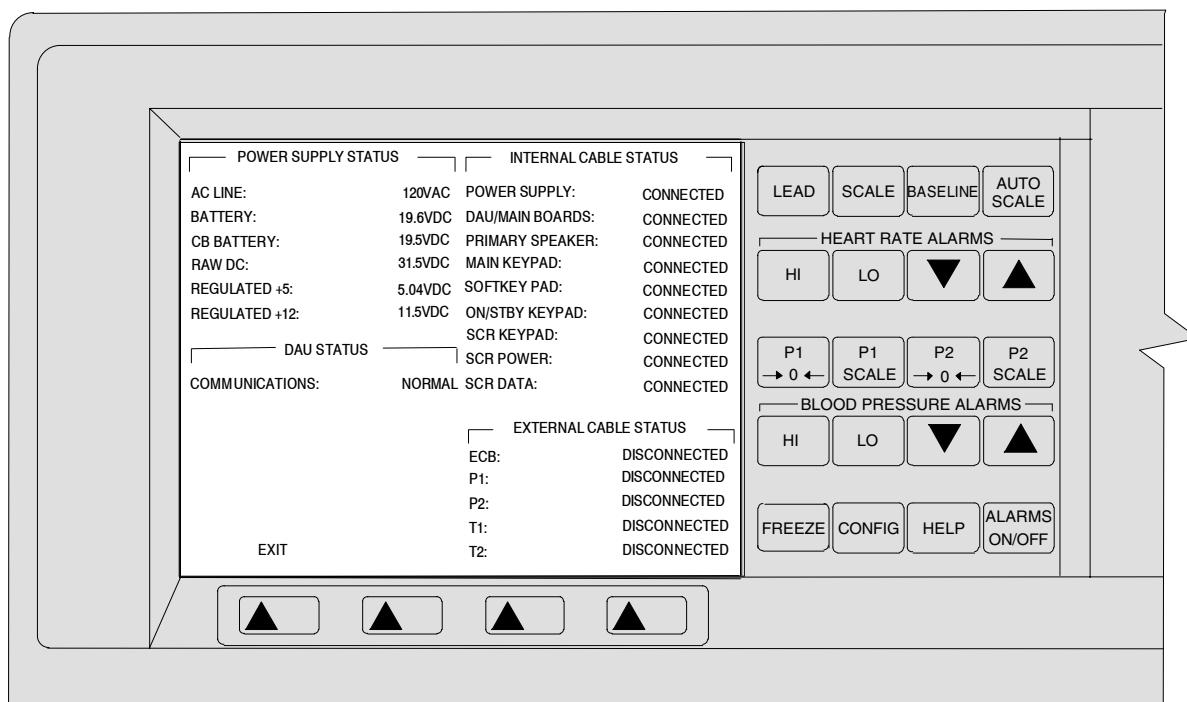 POWER SUPPLY STATUS
AC LINE: 120VAC
BATTERY: 19.6VDC
CB BATTERY: 19.5VDC
RAW DC: 31.5VDC
REGULATED +5: 5.04VDC
REGULATED +12: 11.5VDC
DAU STATUS
COMMUNICATIONS: NORMAL
EXIT
INTERNAL CABLE STATUS
POWER SUPPLY: CONNECTED
DAU/MAIN BOARDS: CONNECTED
PRIMARY SPEAKER: CONNECTED
MAIN KEYPAD: CONNECTED
SOFTKEY PAD: CONNECTED
ON/STBY KEYPAD: CONNECTED
SCR KEYPAD: CONNECTED
SCR POWER: CONNECTED
SCR DATA: CONNECTED
EXTERNAL CABLE STATUS
ECB: DISCONNECTED
P1: DISCONNECTED
P2: DISCONNECTED
T1: DISCONNECTED
T2: DISCONNECTED
LEAD
SCALE
BASELINE
AUTO
SCALE
HEART RATE ALARMS
HI
LO
P1
→ 0 ←
P1
SCALE
P2
→ 0 ←
P2
SCALE
BLOOD PRESSURE ALARMS
HI
LO
FREEZE
CONFIG
HELP
ALARMS
ON/OFF